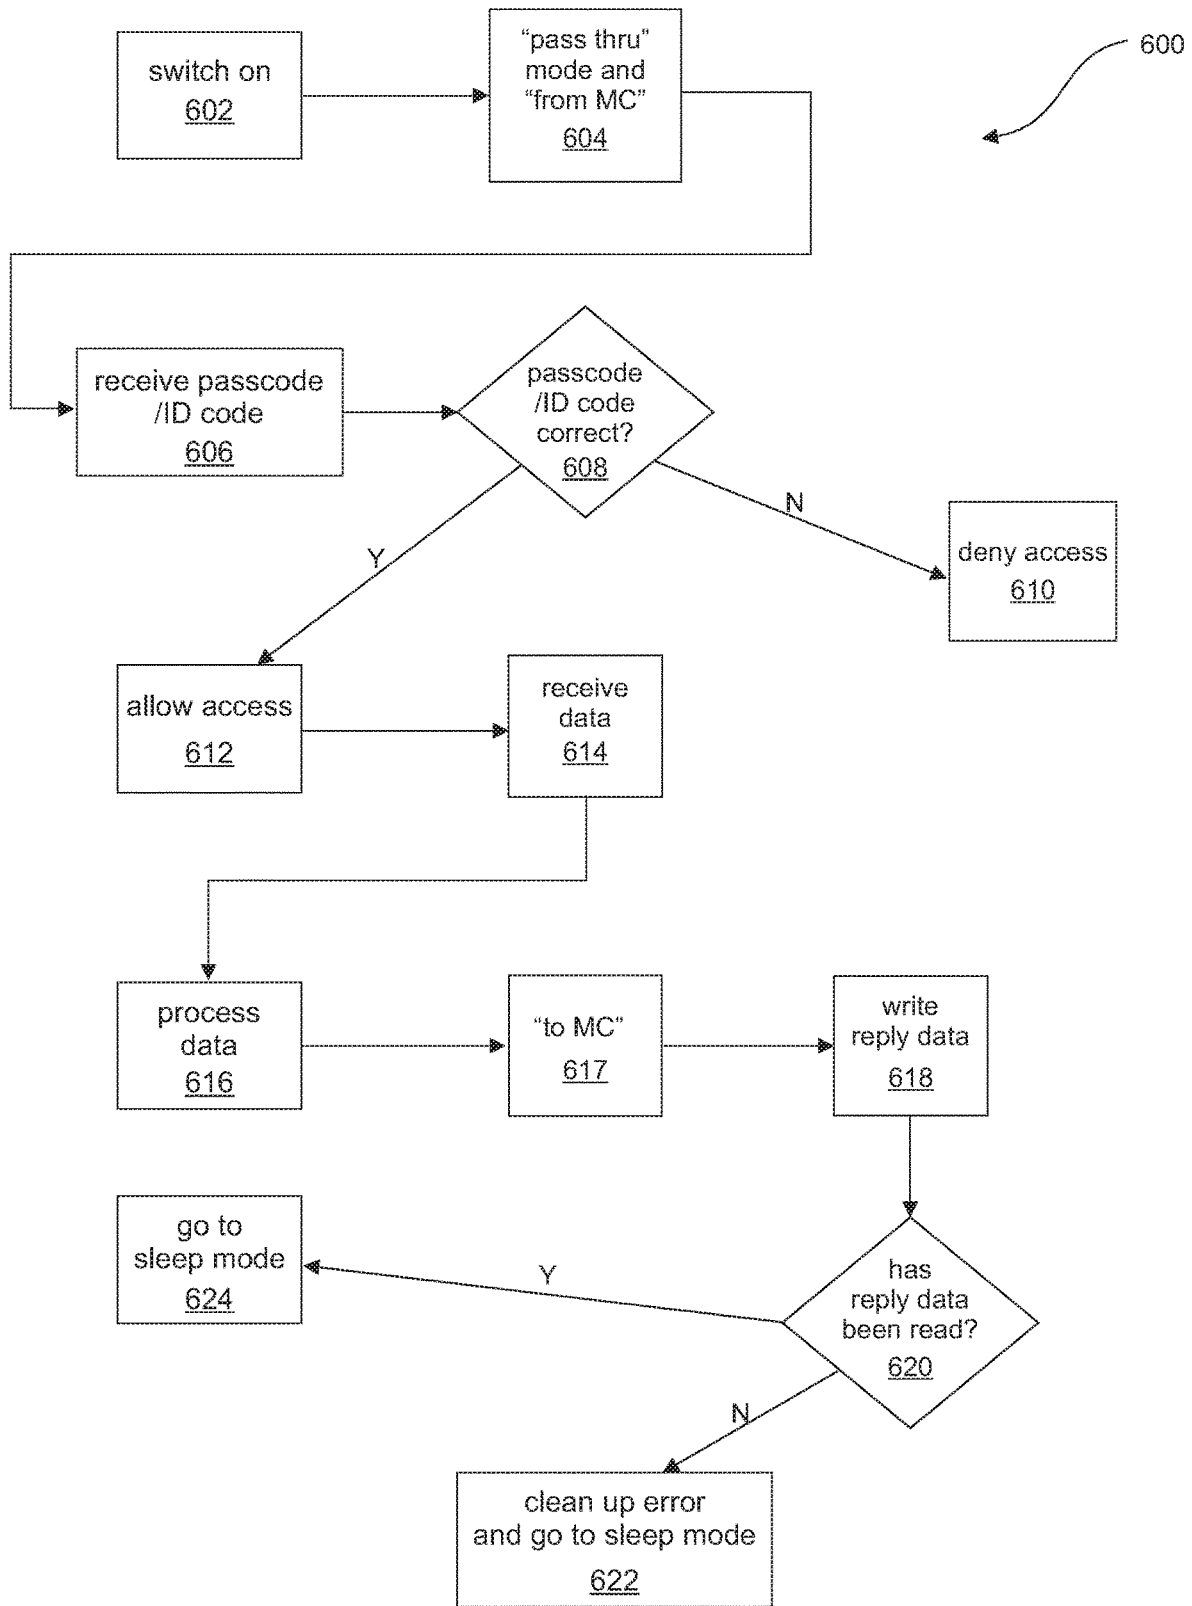 600
switch on
602
“pass thru”
mode and
“from MC”
604
receive passcode
/ID code
606
passcode
/ID code
correct?
608
N
Y
deny access
610
allow access
612
receive
data
614
process
data
616
“to MC”
617
write
reply data
618
go to
sleep mode
624
Y
has
reply data
been read?
620
N
clean up error
and go to sleep mode
622